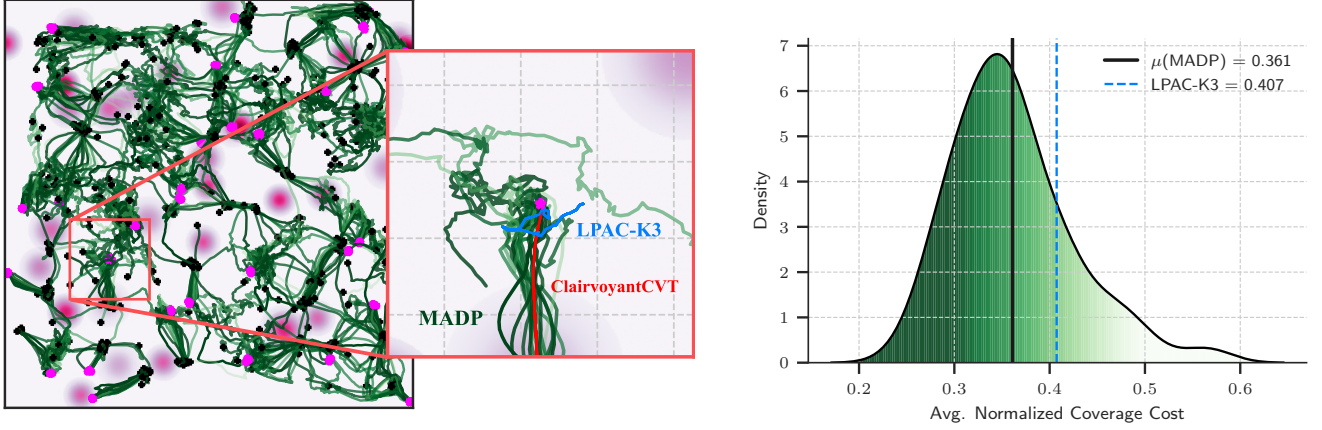 LPAC-K3
ClairvoyantCVT
MADP
μ(MADP) = 0.361
LPAC-K3 = 0.407
Density
7
6
5
4
3
2
1
0
0.2 0.3 0.4 0.5 0.6
Avg. Normalized Coverage Cost